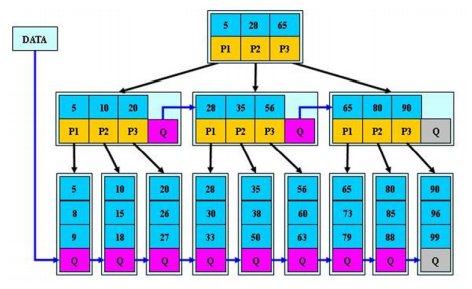 5 28 65
DATA
P1 P2 P3
5 10 20
28 35 56
65 80 90
P1 P2 P3 Q
P1 P2 P3 Q
P1 P2 P3 Q
5 10 20 28 35 56 65 80 90
8 15 26 30 38 60 73 85 96
9 18 27 33 50 63 79 88 99
Q Q Q Q Q Q Q Q Q